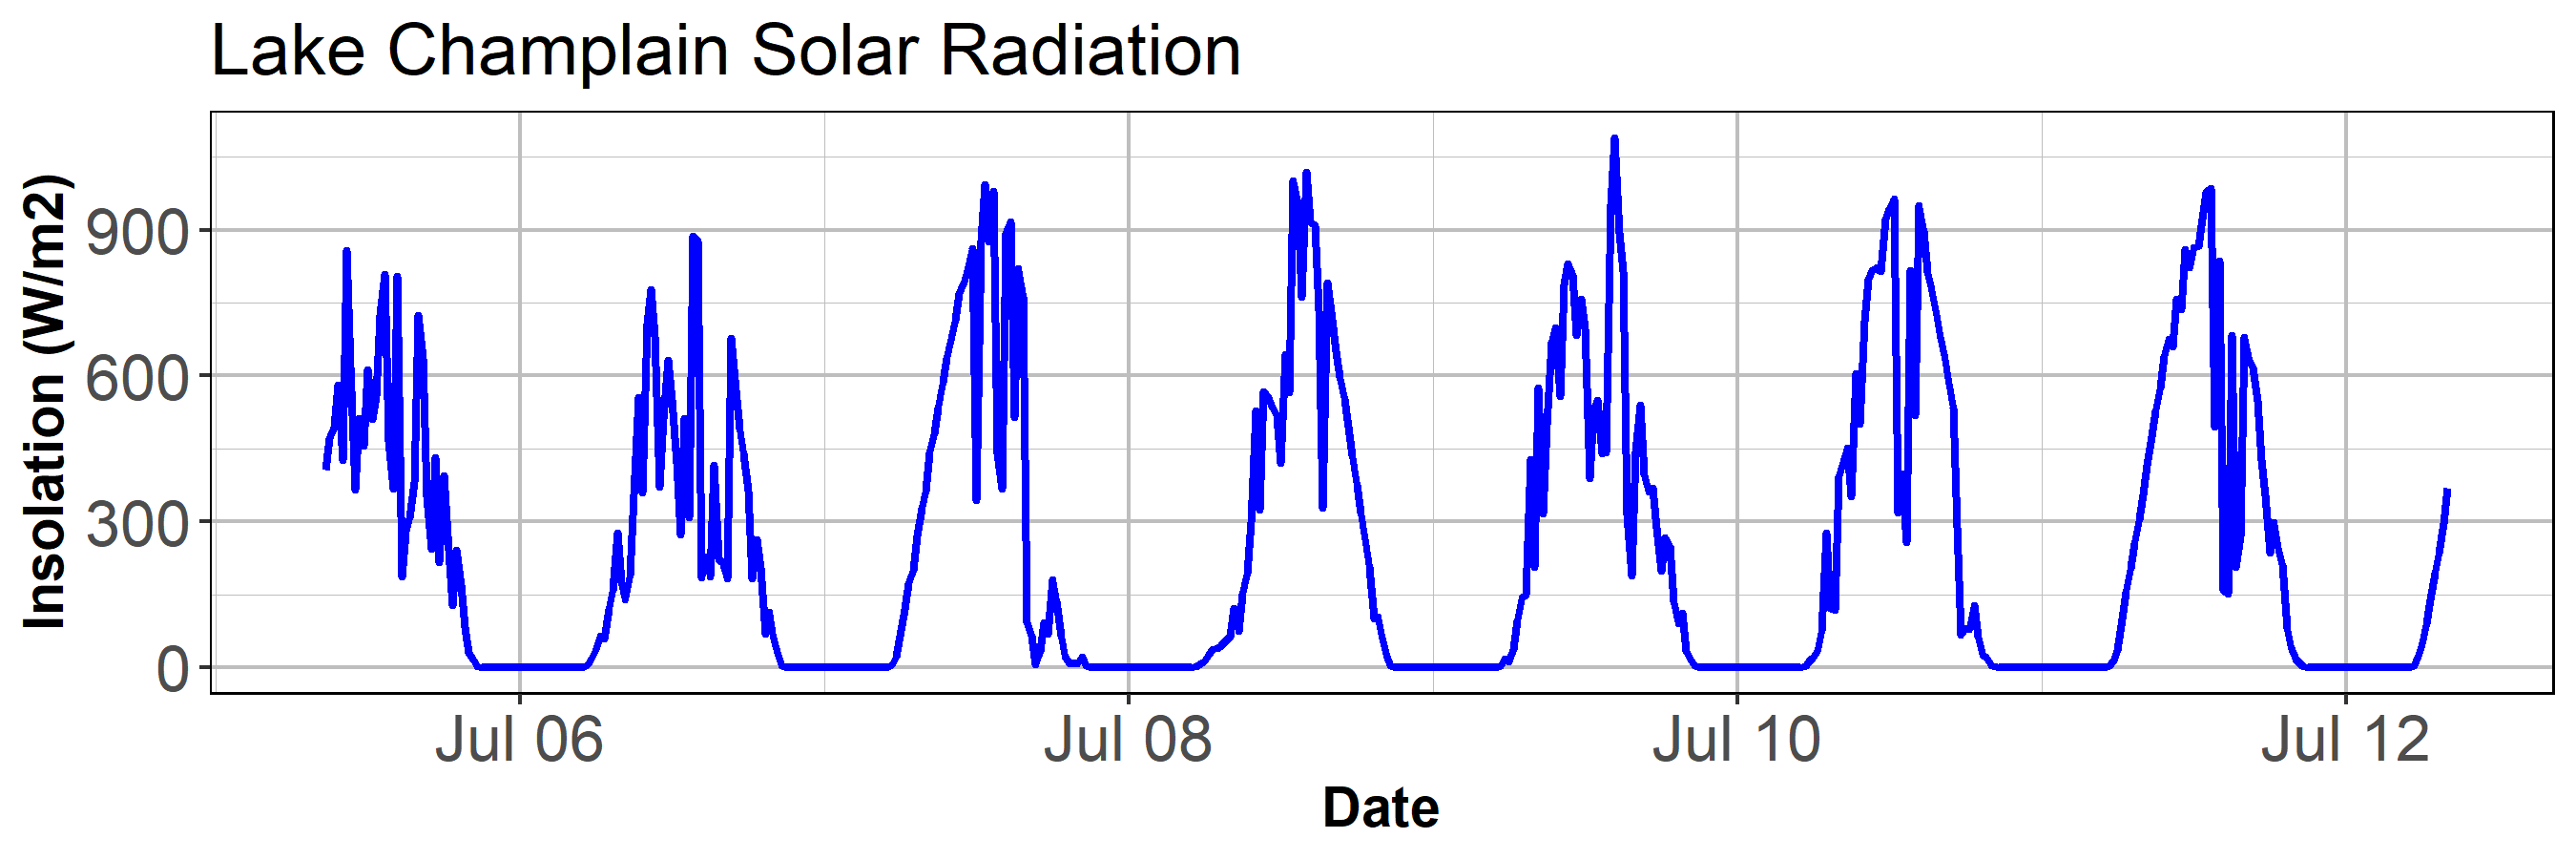 Lake Champlain Solar Radiation
Insolation (W/m2)
900
600
300
0
Jul 06
Jul 08
Jul 10
Jul 12
Date